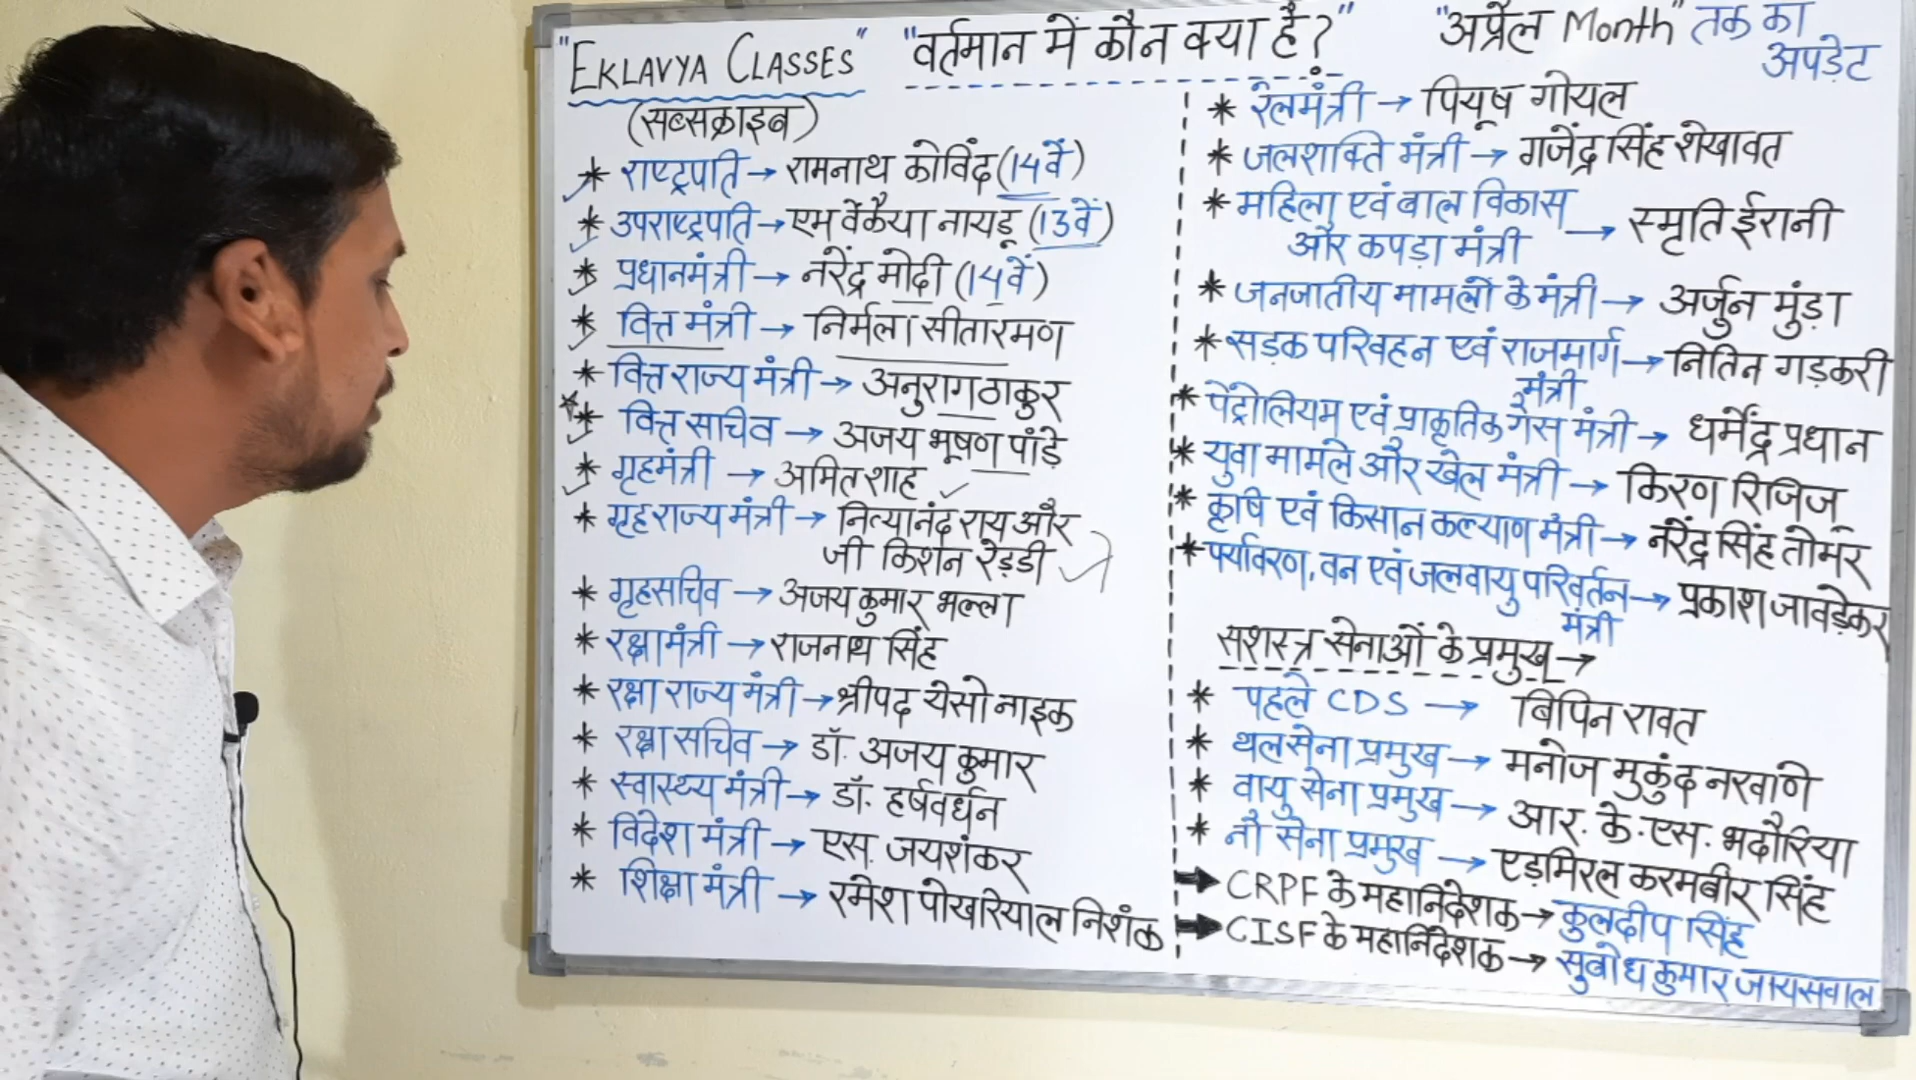 "EKLAVYA CLASSES" "वर्तमान में कौन क्या है?" "अप्रैल Month" तक का
अपडेट
(सब्सक्राइब)
* राष्ट्रपति → रामनाथ कोविंद (14वें)
* उपराष्ट्रपति → एम वेंकैया नायडू (13वें)
* प्रधानमंत्री → नरेंद्र मोदी (14वें)
* वित्त मंत्री → निर्मला सीतारमण
* वित्त राज्य मंत्री → अनुराग ठाकुर
* वित्त सचिव → अजय भूषण पांडे
* गृहमंत्री → अमित शाह ✓
* गृह राज्य मंत्री → नित्यानंद राय और
जी किशन रेड्डी
* गृहसचिव → अजय कुमार भल्ला
* रक्षा मंत्री → राजनाथ सिंह
* रक्षा राज्य मंत्री → श्रीपद येसो नाइक
* रक्षा सचिव → डॉ. अजय कुमार
* स्वास्थ्य मंत्री → डॉ. हर्षवर्धन
* विदेश मंत्री → एस. जयशंकर
* शिक्षा मंत्री → रमेश पोखरियाल निशंक
* रेलमंत्री → पियूष गोयल
* जलशक्ति मंत्री → गजेंद्र सिंह शेखावत
* महिला एवं बाल विकास
और कपड़ा मंत्री → स्मृति ईरानी
* जनजातीय मामलों के मंत्री → अर्जुन मुंड़ा
* सड़क परिवहन एवं राजमार्ग → नितिन गड़करी
मंत्री
* पेट्रोलियम एवं प्राकृतिक गैस मंत्री → धर्मेंद्र प्रधान
* युवा मामले और खेल मंत्री → किरण रिजिजू
* कृषि एवं किसान कल्याण मंत्री → नरेंद्र सिंह तोमर
* पर्यावरण, वन एवं जलवायु परिवर्तन → प्रकाश जावड़ेकर
मंत्री
सशस्त्र सेनाओं के प्रमुख →
* पहले CDS → बिपिन रावत
* थलसेना प्रमुख → मनोज मुकुंद नरवाणे
* वायु सेना प्रमुख → आर. के. एस. भदौरिया
* नौ सेना प्रमुख → एड़मिरल करमबीर सिंह
→ CRPF के महानिदेशक → कुलदीप सिंह
→ CISF के महानिदेशक → सुबोध कुमार जायसवाल